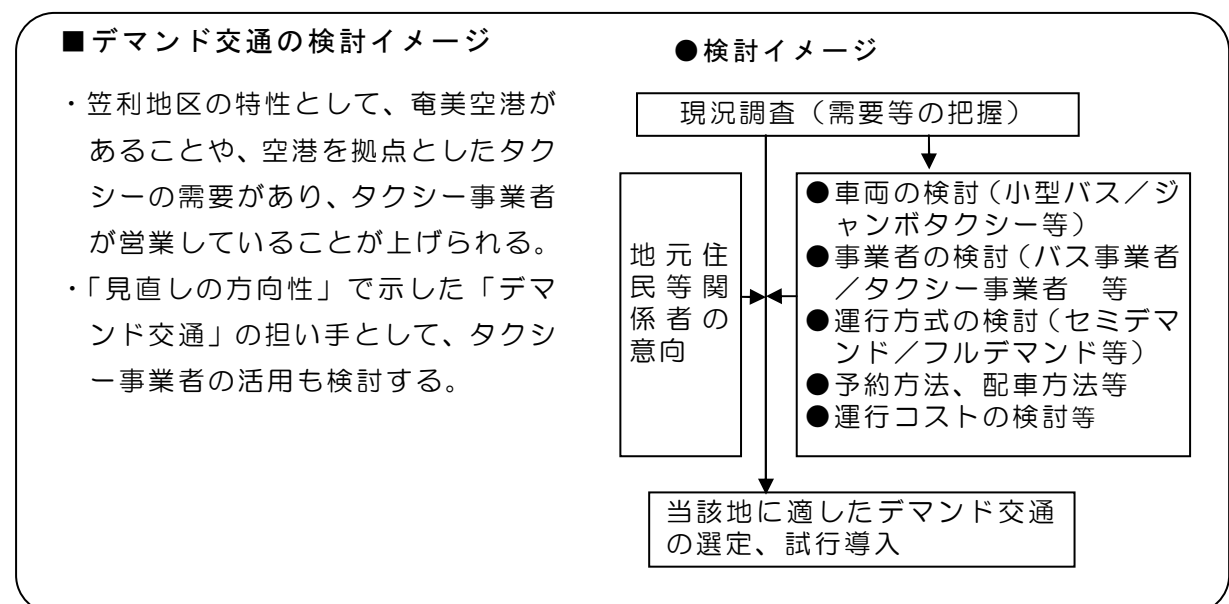 ■デマンド交通の検討イメージ
・笠利地区の特性として、奄美空港が
あることや、空港を拠点としたタク
シーの需要があり、タクシー事業者
が営業していることが上げられる。
・「見直しの方向性」で示した「デマ
ンド交通」の担い手として、タクシ
ー事業者の活用も検討する。
●検討イメージ
現況調査（需要等の把握）
地元住
民等関
係者の
意向
●車両の検討（小型バス／ジ
ャンボタクシー等）
●事業者の検討（バス事業者
／タクシー事業者　等
●運行方式の検討（セミデマ
ンド／フルデマンド等）
●予約方法、配車方法等
●運行コストの検討等
当該地に適したデマンド交通
の選定、試行導入